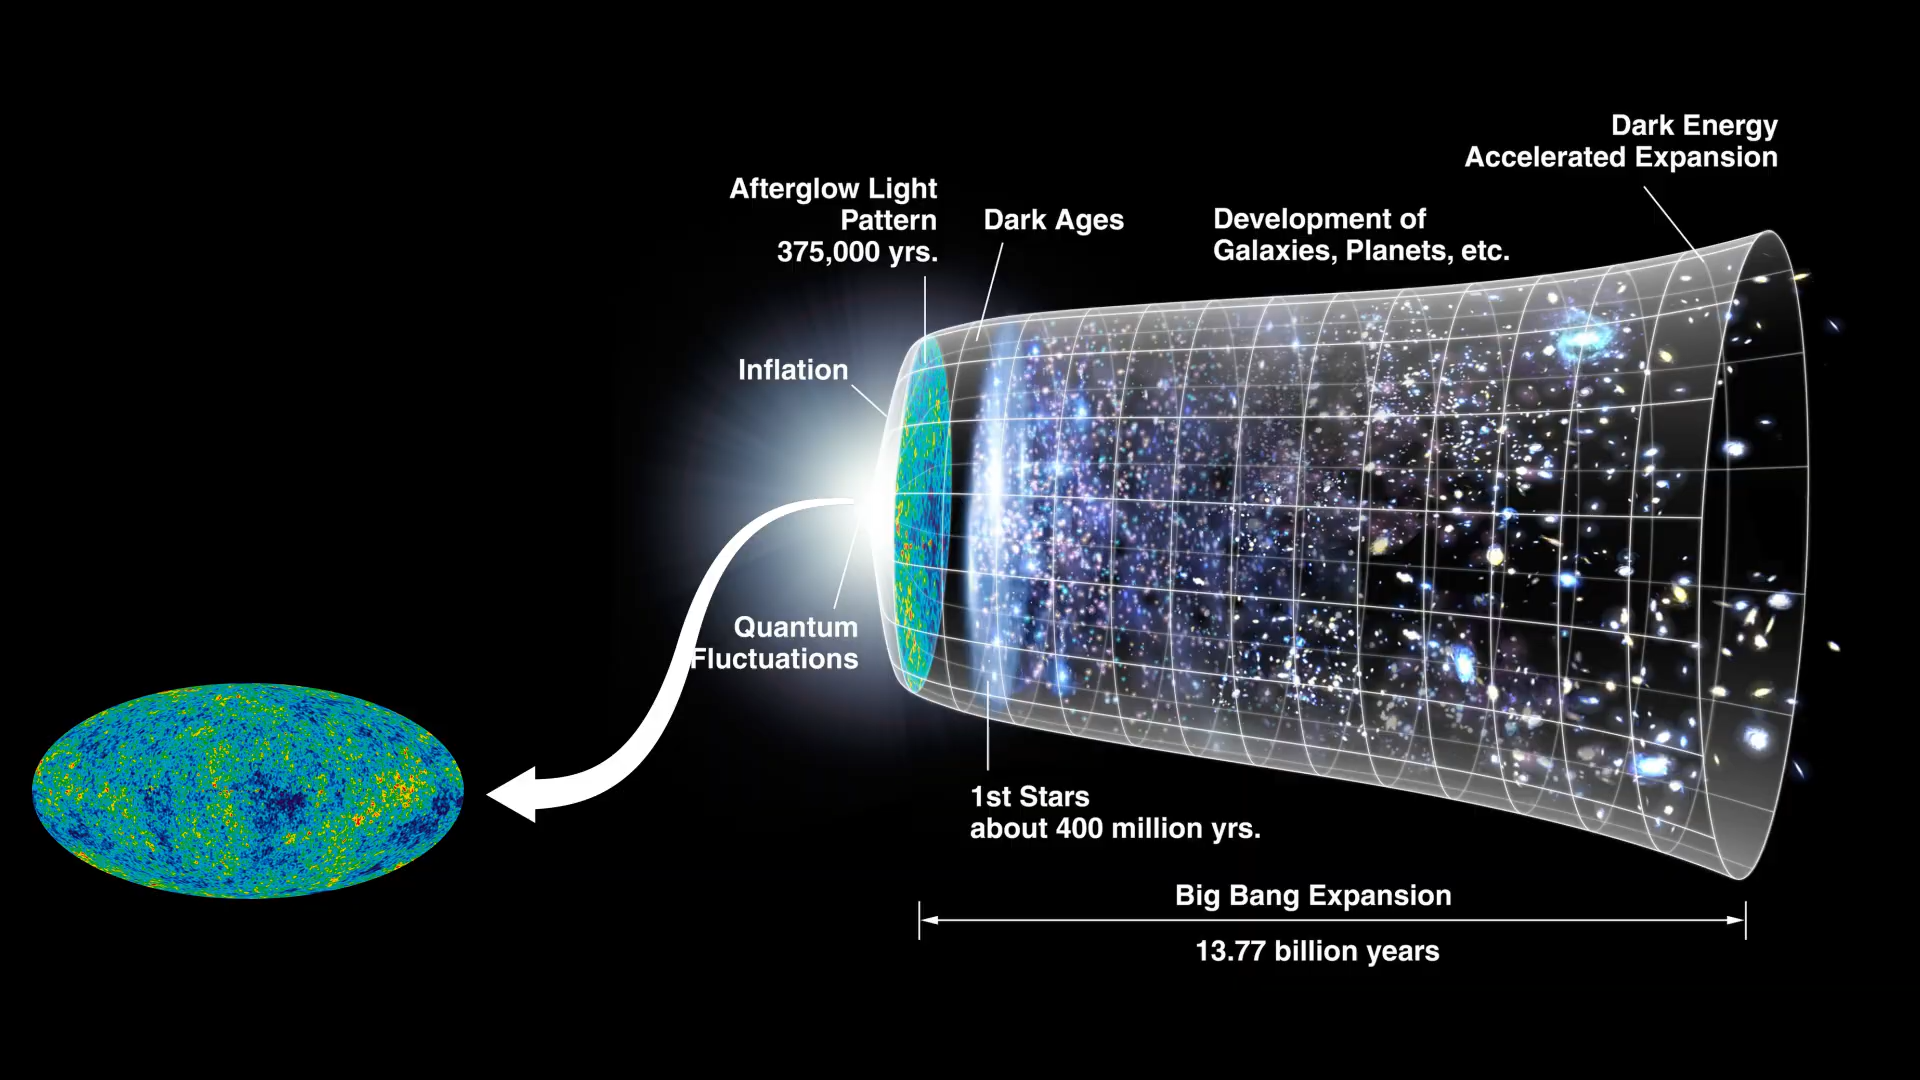 Dark Energy
Accelerated Expansion
Afterglow Light
Pattern
375,000 yrs.
Dark Ages
Development of
Galaxies, Planets, etc.
Inflation
Quantum
Fluctuations
1st Stars
about 400 million yrs.
Big Bang Expansion
13.77 billion years